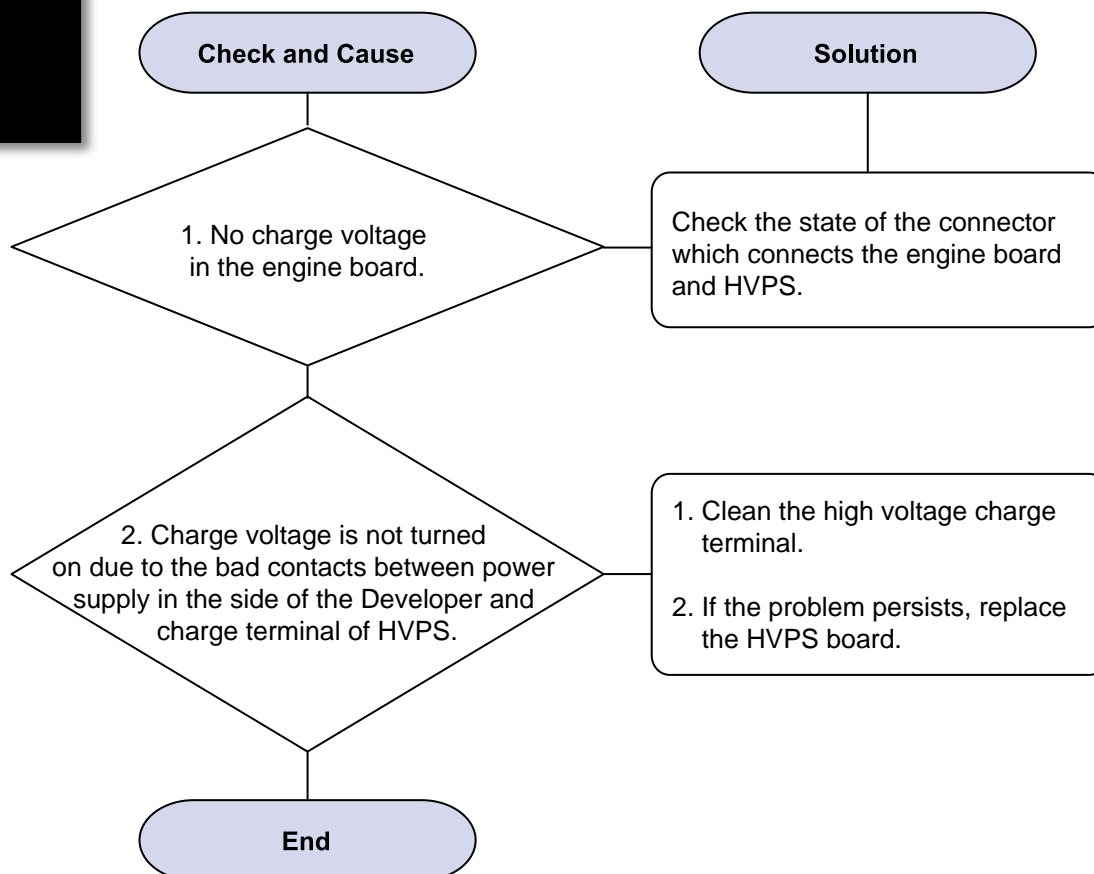 Check and Cause
Solution
1. No charge voltage
in the engine board.
Check the state of the connector
which connects the engine board
and HVPS.
2. Charge voltage is not turned
on due to the bad contacts between power
supply in the side of the Developer and
charge terminal of HVPS.
1. Clean the high voltage charge
terminal.
2. If the problem persists, replace
the HVPS board.
End